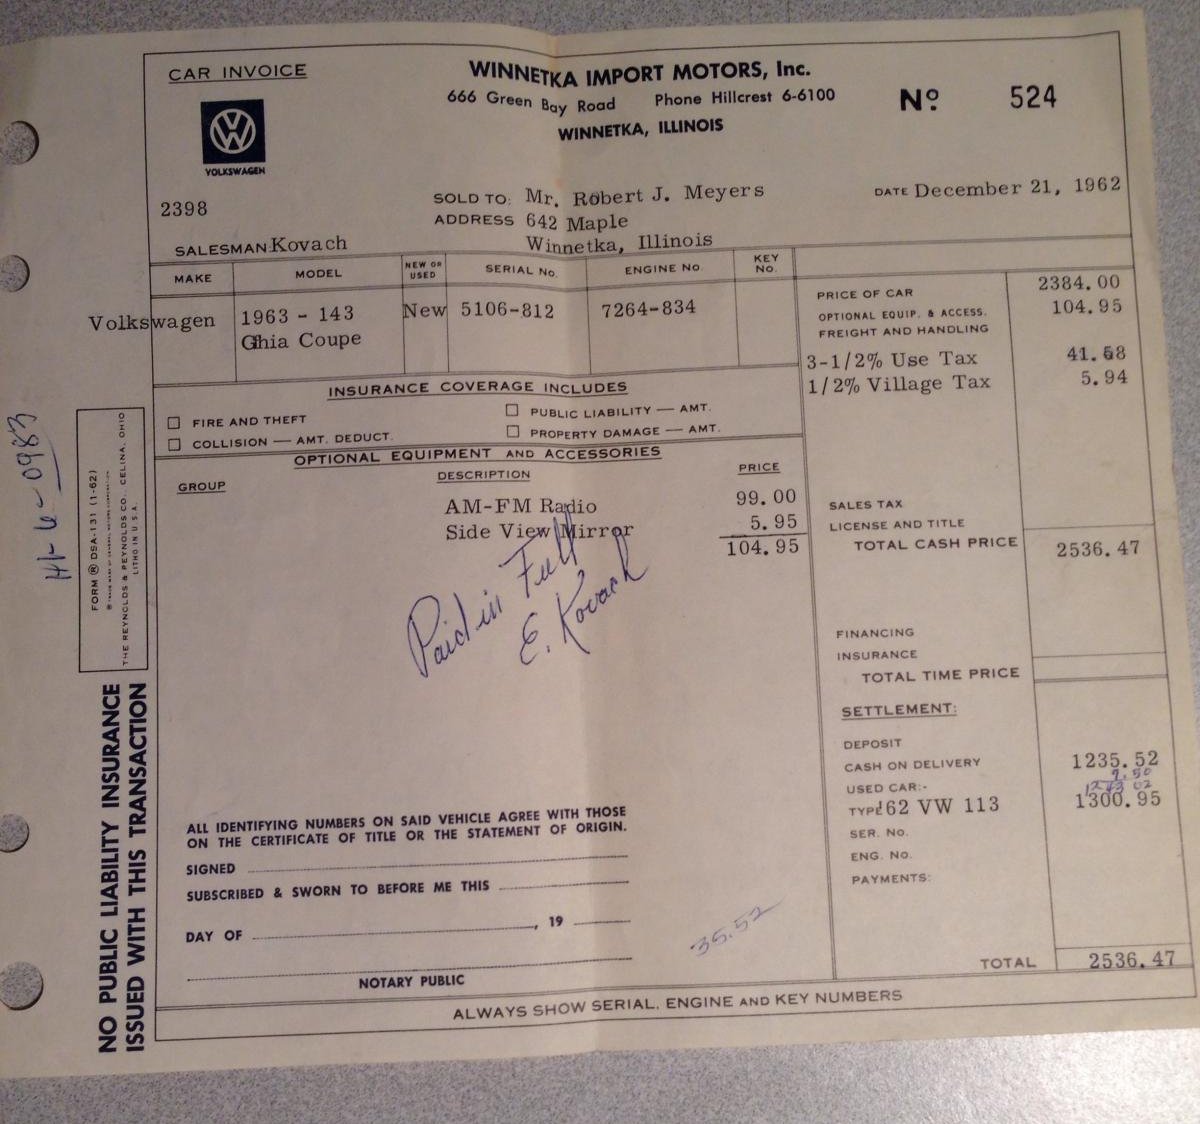 CAR INVOICE
WINNETKA IMPORT MOTORS, Inc.
666 Green Bay Road Phone Hillcrest 6-6100
WINNETKA, ILLINOIS
Nº 524
VOLKSWAGEN
2398
SOLD TO: Mr. Robert J. Meyers
DATE December 21, 1962
ADDRESS 642 Maple
Winnetka, Illinois
SALESMAN: Kovach
MAKE MODEL NEW OR USED SERIAL No. ENGINE No. KEY No.
Volkswagen 1963 - 143 New 5106-812 7264-834
Ghia Coupe
PRICE OF CAR 2384.00
OPTIONAL EQUIP. & ACCESS. 104.95
FREIGHT AND HANDLING
3-1/2% Use Tax 41.58
1/2% Village Tax 5.94
INSURANCE COVERAGE INCLUDES
FIRE AND THEFT PUBLIC LIABILITY — AMT.
COLLISION — AMT. DEDUCT. PROPERTY DAMAGE — AMT.
OPTIONAL EQUIPMENT AND ACCESSORIES
GROUP DESCRIPTION PRICE
AM-FM Radio 99.00
Side View Mirror 5.95
104.95
Paid in Full
E. Kovach
SALES TAX
LICENSE AND TITLE
TOTAL CASH PRICE 2536.47
FINANCING
INSURANCE
TOTAL TIME PRICE
SETTLEMENT:
DEPOSIT
CASH ON DELIVERY 1235.52
7.50
1243 02
USED CAR:-
TYPE '62 VW 113 1300.95
SER. No.
ENG. No.
PAYMENTS:
TOTAL 2536.47
ALL IDENTIFYING NUMBERS ON SAID VEHICLE AGREE WITH THOSE
ON THE CERTIFICATE OF TITLE OR THE STATEMENT OF ORIGIN.
SIGNED
SUBSCRIBED & SWORN TO BEFORE ME THIS
DAY OF , 19
NOTARY PUBLIC
35.52
ALWAYS SHOW SERIAL, ENGINE AND KEY NUMBERS
HI-6-0983
FORM ® DSA-131 (1-62)
THE REYNOLDS & REYNOLDS CO., CELINA, OHIO
LITHO IN U.S.A.
NO PUBLIC LIABILITY INSURANCE
ISSUED WITH THIS TRANSACTION